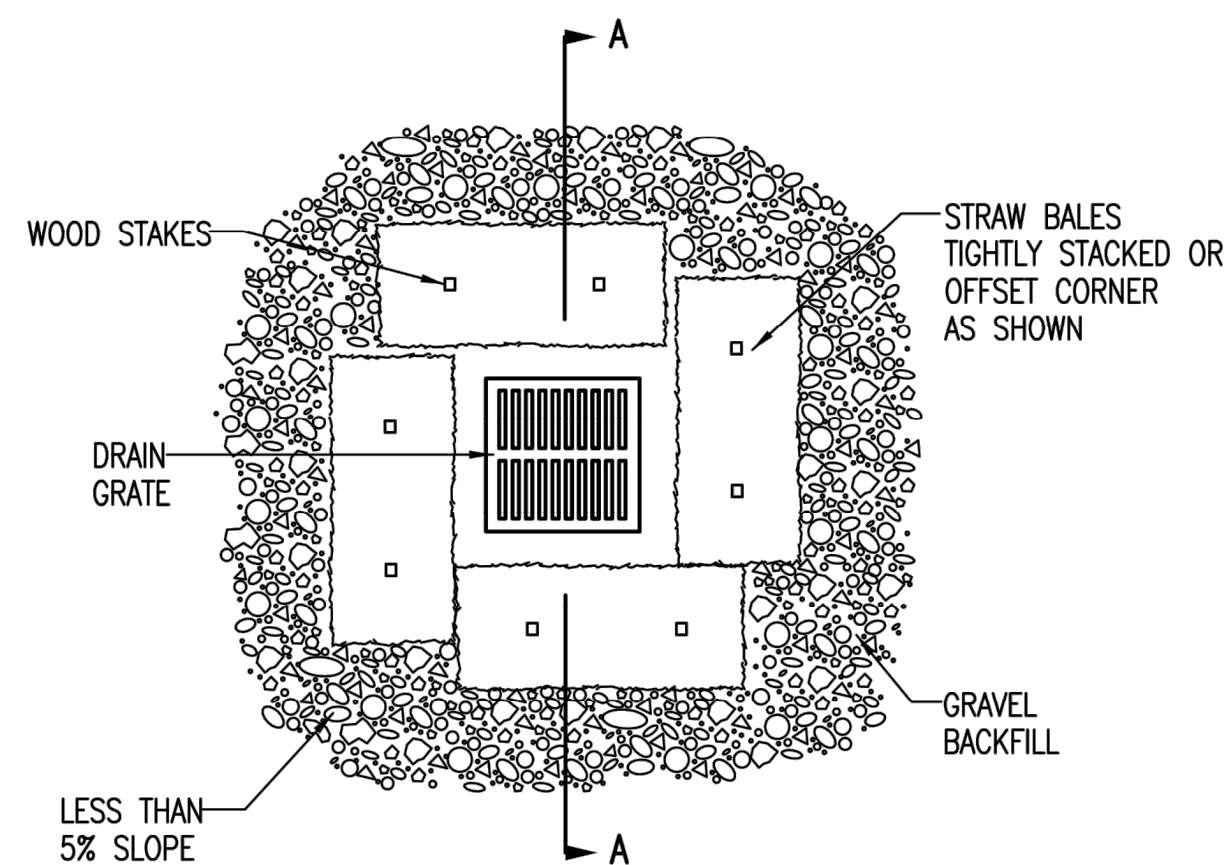 A
WOOD STAKES
STRAW BALES
TIGHTLY STACKED OR
OFFSET CORNER
AS SHOWN
DRAIN
GRATE
GRAVEL
BACKFILL
LESS THAN
5% SLOPE
A